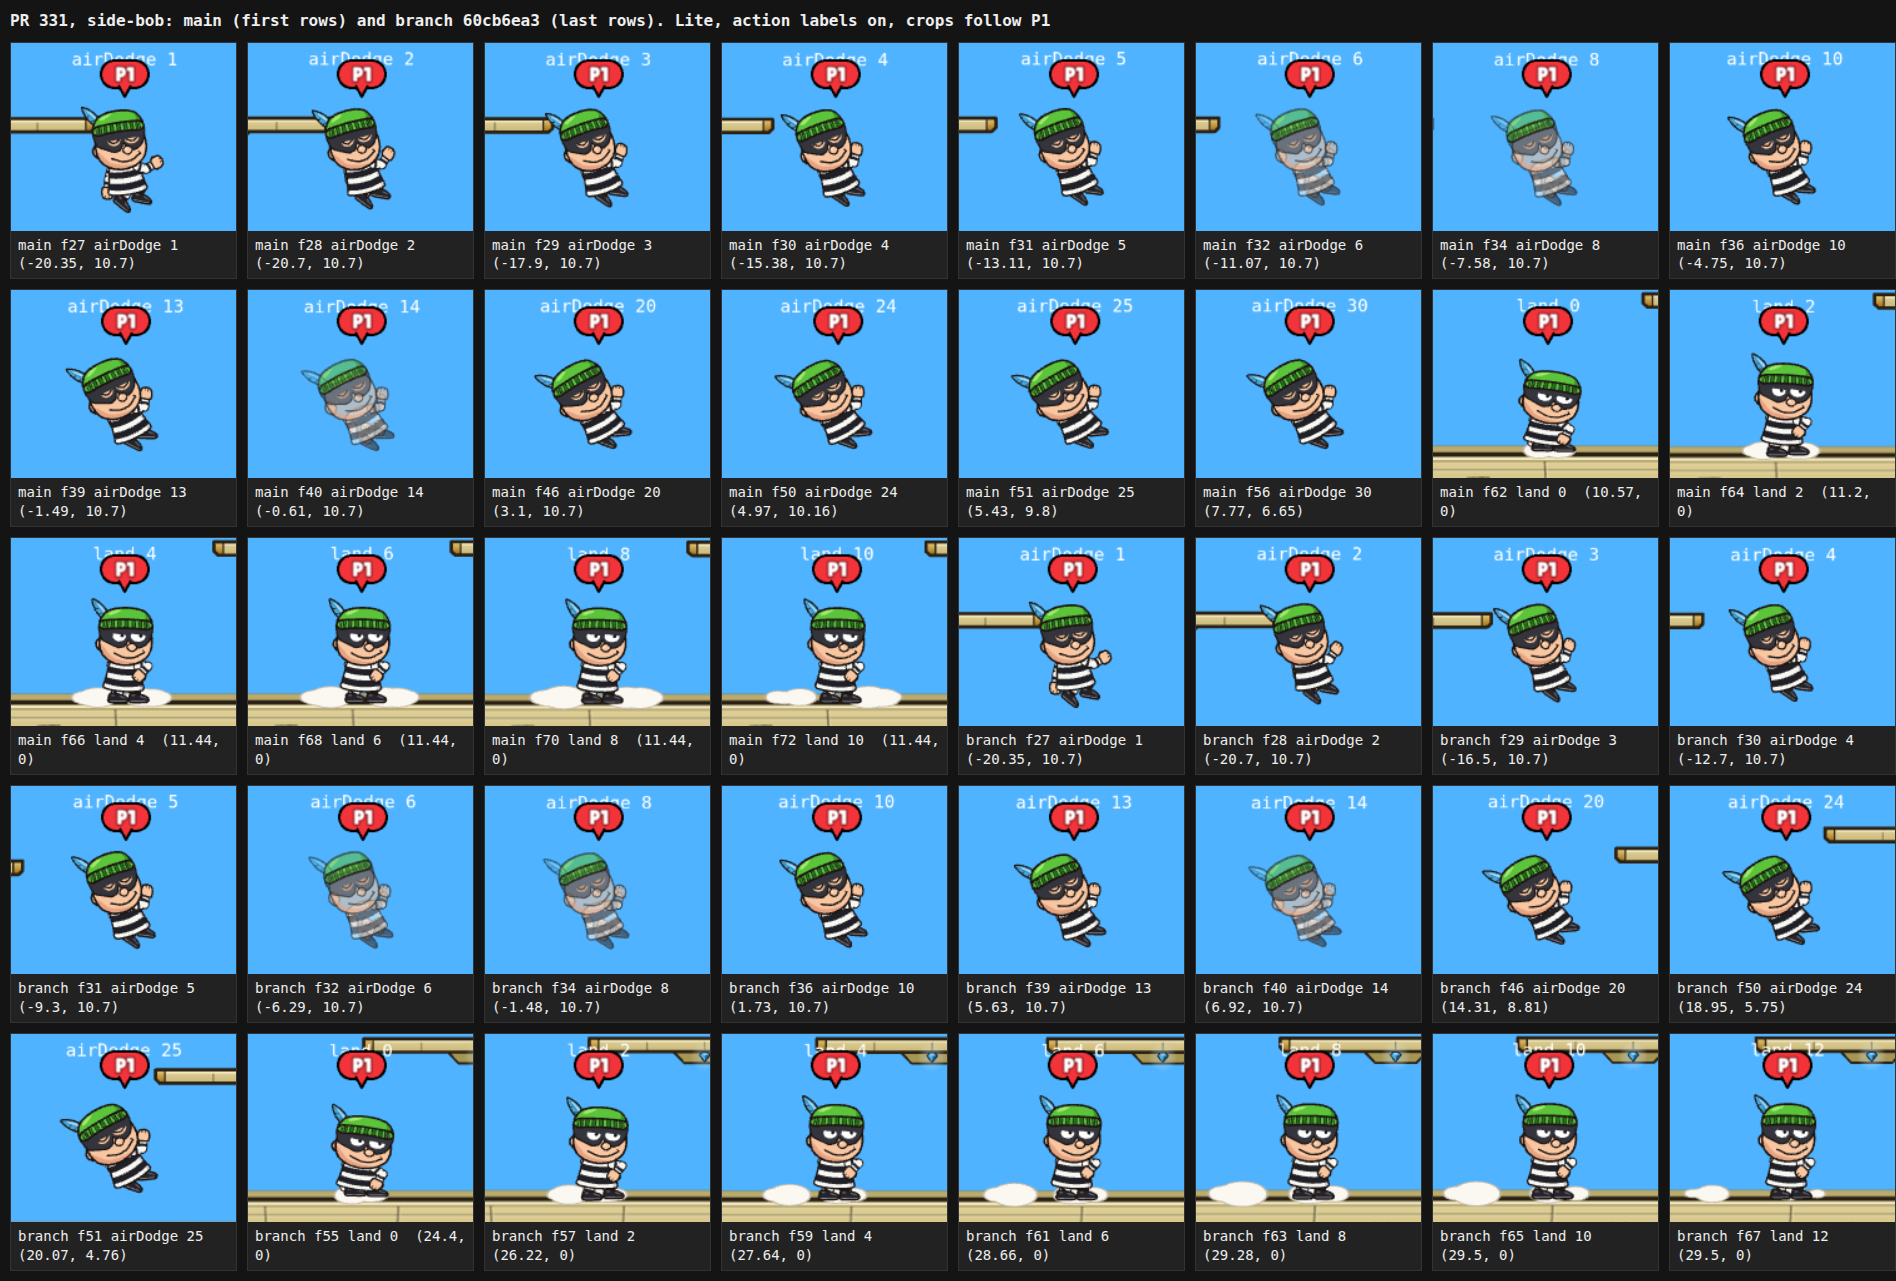 PR 331, side-bob: main (first rows) and branch 60cb6ea3 (last rows). Lite, action labels on, crops follow P1
airDodge 1
P1
main f27 airDodge 1
(-20.35, 10.7)
airDodge 2
P1
main f28 airDodge 2
(-20.7, 10.7)
airDodge 3
P1
main f29 airDodge 3
(-17.9, 10.7)
airDodge 4
P1
main f30 airDodge 4
(-15.38, 10.7)
airDodge 5
P1
main f31 airDodge 5
(-13.11, 10.7)
airDodge 6
P1
main f32 airDodge 6
(-11.07, 10.7)
airDodge 8
P1
main f34 airDodge 8
(-7.58, 10.7)
airDodge 10
P1
main f36 airDodge 10
(-4.75, 10.7)
airDodge 13
P1
main f39 airDodge 13
(-1.49, 10.7)
airDodge 14
P1
main f40 airDodge 14
(-0.61, 10.7)
airDodge 20
P1
main f46 airDodge 20
(3.1, 10.7)
airDodge 24
P1
main f50 airDodge 24
(4.97, 10.16)
airDodge 25
P1
main f51 airDodge 25
(5.43, 9.8)
airDodge 30
P1
main f56 airDodge 30
(7.77, 6.65)
land 0
P1
main f62 land 0 (10.57,
0)
land 2
P1
main f64 land 2 (11.2,
0)
land 4
P1
main f66 land 4 (11.44,
0)
land 6
P1
main f68 land 6 (11.44,
0)
land 8
P1
main f70 land 8 (11.44,
0)
land 10
P1
main f72 land 10 (11.44,
0)
airDodge 1
P1
branch f27 airDodge 1
(-20.35, 10.7)
airDodge 2
P1
branch f28 airDodge 2
(-20.7, 10.7)
airDodge 3
P1
branch f29 airDodge 3
(-16.5, 10.7)
airDodge 4
P1
branch f30 airDodge 4
(-12.7, 10.7)
airDodge 5
P1
branch f31 airDodge 5
(-9.3, 10.7)
airDodge 6
P1
branch f32 airDodge 6
(-6.29, 10.7)
airDodge 8
P1
branch f34 airDodge 8
(-1.48, 10.7)
airDodge 10
P1
branch f36 airDodge 10
(1.73, 10.7)
airDodge 13
P1
branch f39 airDodge 13
(5.63, 10.7)
airDodge 14
P1
branch f40 airDodge 14
(6.92, 10.7)
airDodge 20
P1
branch f46 airDodge 20
(14.31, 8.81)
airDodge 24
P1
branch f50 airDodge 24
(18.95, 5.75)
airDodge 25
P1
branch f51 airDodge 25
(20.07, 4.76)
land 0
P1
branch f55 land 0 (24.4,
0)
land 2
P1
branch f57 land 2
(26.22, 0)
land 4
P1
branch f59 land 4
(27.64, 0)
land 6
P1
branch f61 land 6
(28.66, 0)
land 8
P1
branch f63 land 8
(29.28, 0)
land 10
P1
branch f65 land 10
(29.5, 0)
land 12
P1
branch f67 land 12
(29.5, 0)